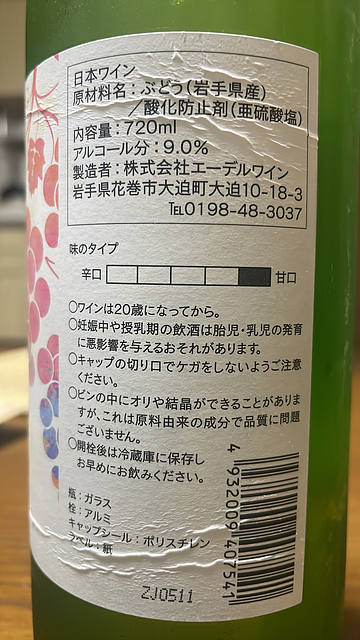 日本ワイン
原材料名：ぶどう（岩手県産）
／酸化防止剤（亜硫酸塩）
内容量：720ml
アルコール分：9.0%
製造者：株式会社エーデルワイン
岩手県花巻市大迫町大迫10-18-3
℡0198-48-3037
味のタイプ
辛口 甘口
○ワインは20歳になってから。
○妊娠中や授乳期の飲酒は胎児・乳児の発育
に悪影響を与えるおそれがあります。
○キャップの切り口でケガをしないようご注意
ください。
○ビンの中にオリや結晶ができることがありま
すが、これは原料由来の成分で品質に問題
ございません。
○開栓後は冷蔵庫に保存し
お早めにお飲みください。
瓶：ガラス
栓：アルミ
キャップシール：ポリスチレン
ラベル：紙
4 932009 407541
ZJ0511